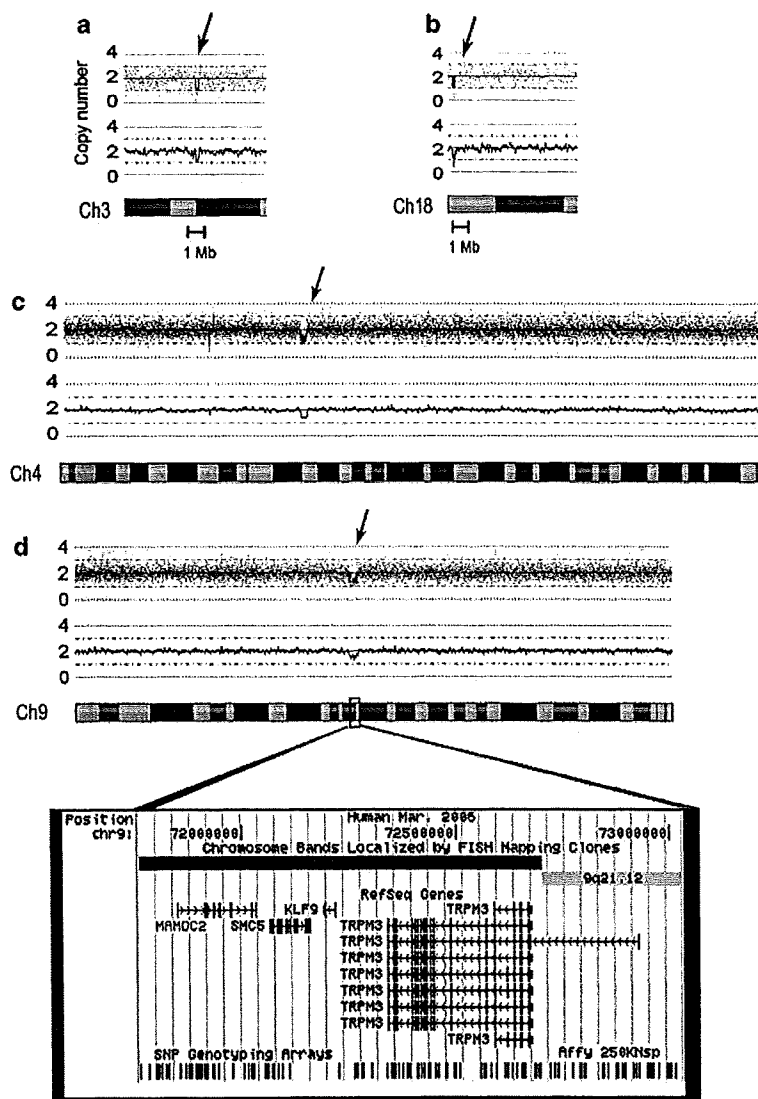 a
b
Copy number
4
2
0
4
2
0
4
2
0
4
2
0
Ch3
Ch18
1 Mb
1 Mb
c
4
2
0
4
2
0
Ch4
d
4
2
0
4
2
0
Ch9
Position Human Mar. 2006
chr9: 72000000 72500000 73000000
Chromosome Bands Localized by FISH Mapping Clones
9q21.12
RefSeq Genes
KLF9 TRPM3
MAMDC2 SMC5 TRPM3
TRPM3
TRPM3
TRPM3
TRPM3
TRPM3
TRPM3
TRPM3
SNP Genotyping Arrays Affy 250KNsp